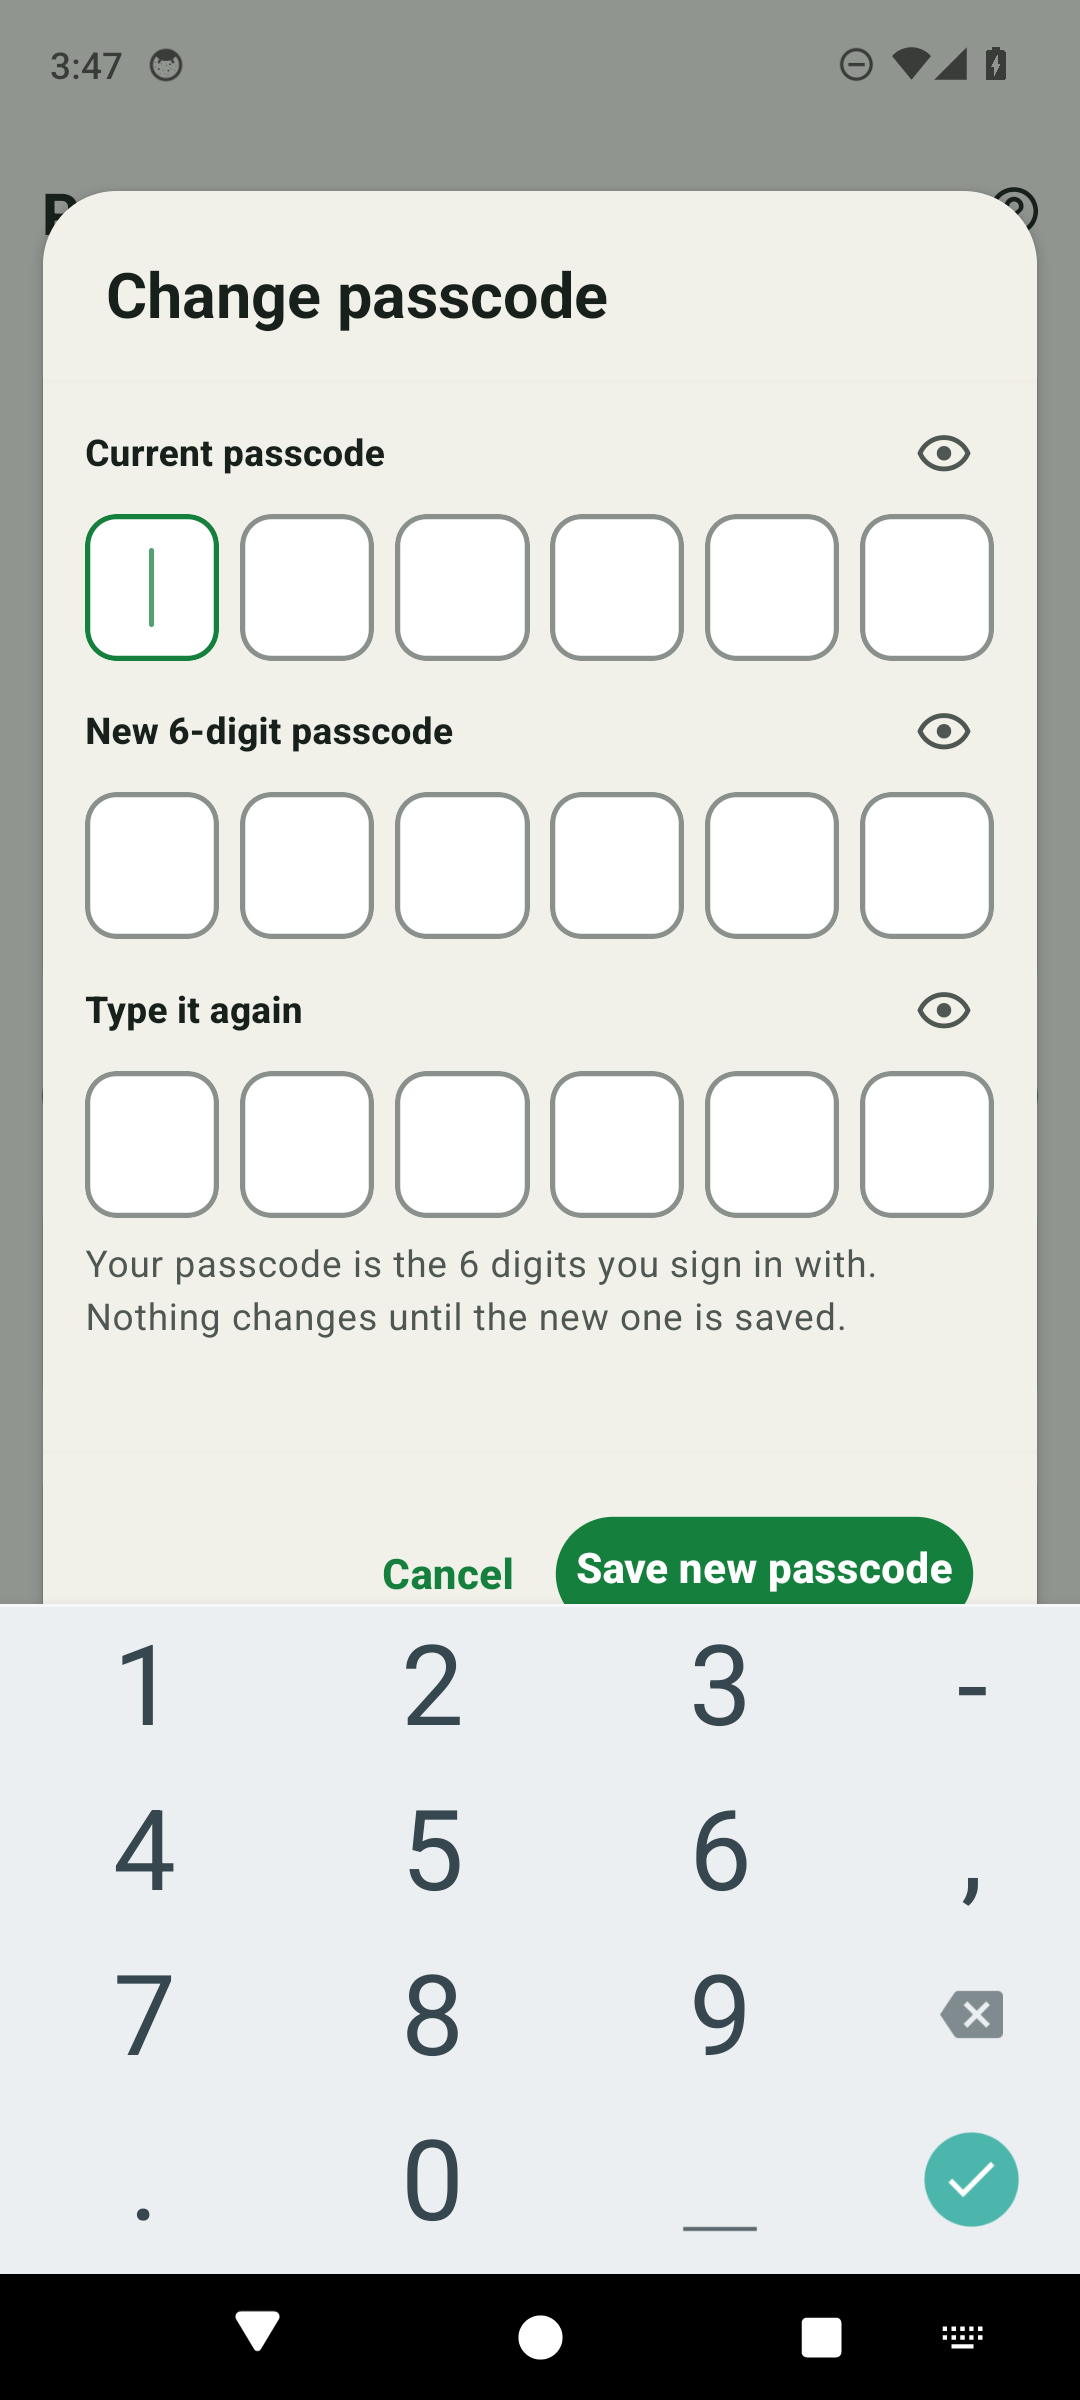 3:47
Change passcode
Current passcode
New 6-digit passcode
Type it again
Your passcode is the 6 digits you sign in with.
Nothing changes until the new one is saved.
Cancel
Save new passcode
1 2 3 -
4 5 6 ,
7 8 9
. 0 _